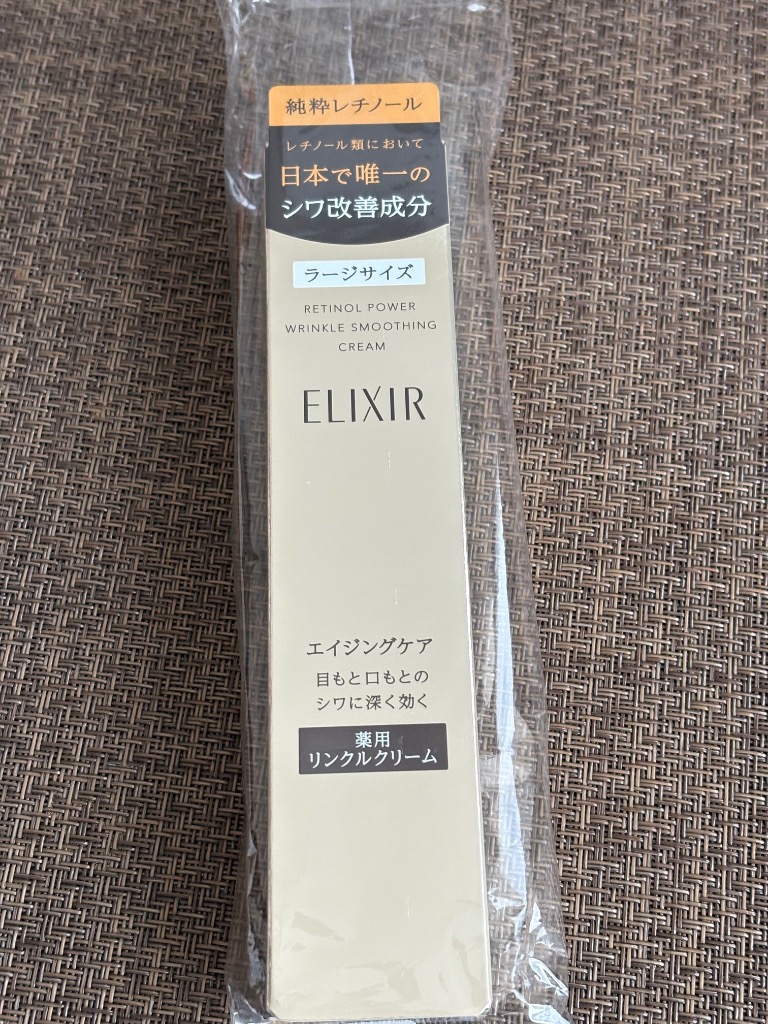 純粋レチノール
レチノール類において
日本で唯一の
シワ改善成分
ラージサイズ
RETINOL POWER
WRINKLE SMOOTHING
CREAM
ELIXIR
エイジングケア
目もと口もとの
シワに深く効く
薬用
リンクルクリーム